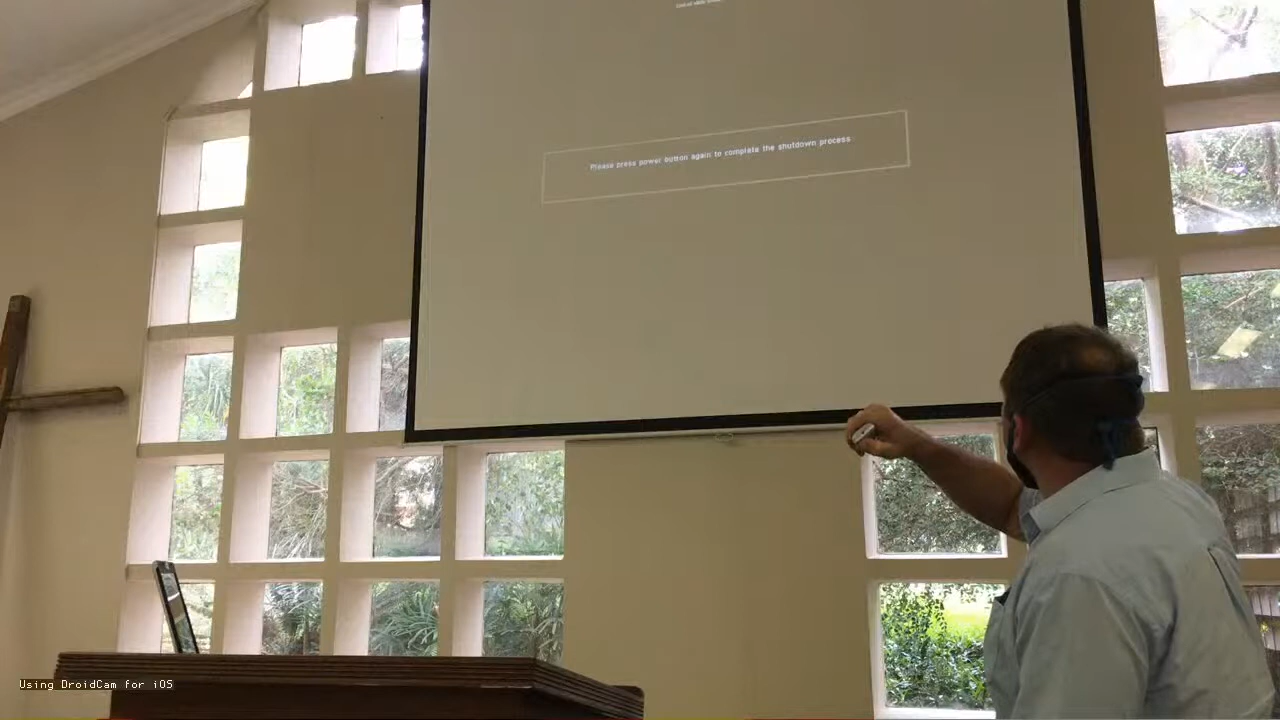 Please press power button again to complete the shutdown process
Using DroidCam for iOS